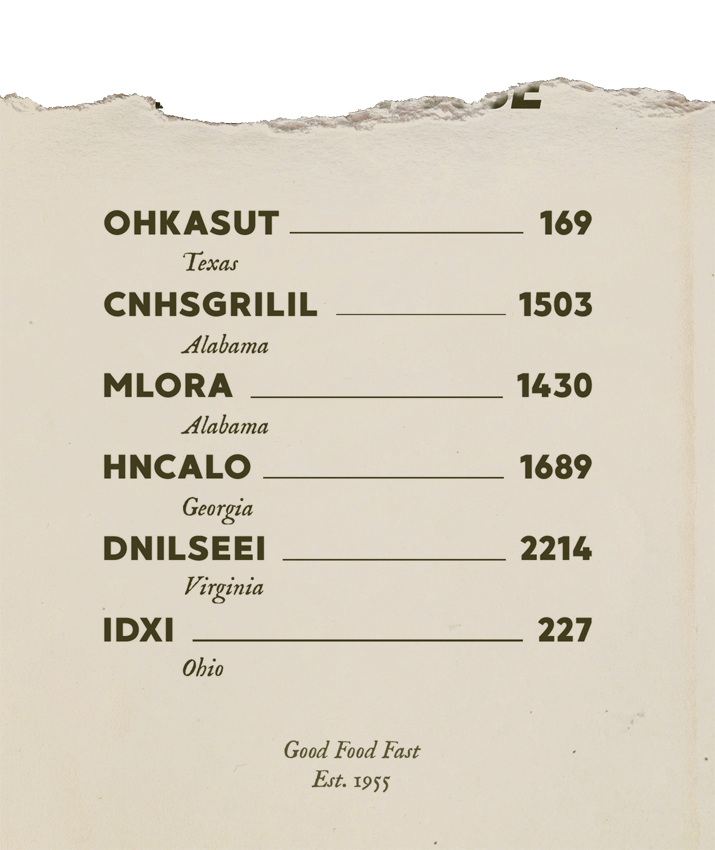 OHKASUT 169
Texas
CNHSGRILIL 1503
Alabama
MLORA 1430
Alabama
HNCALO 1689
Georgia
DNILSEEI 2214
Virginia
IDXI 227
Ohio
Good Food Fast
Est. 1955